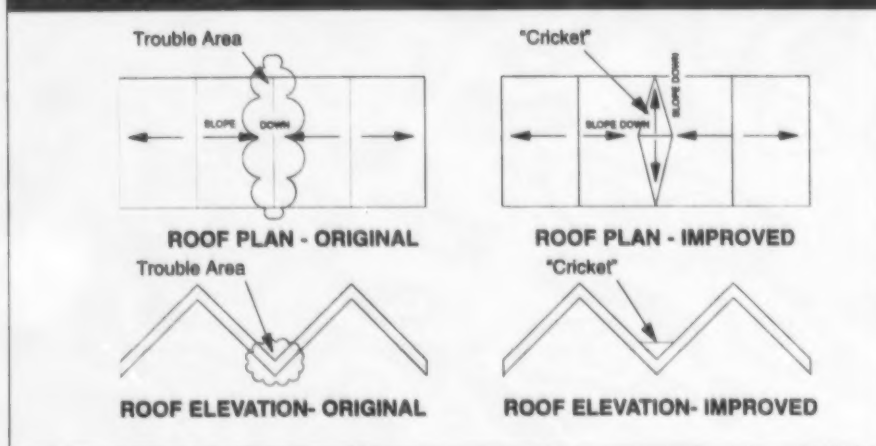 Trouble Area
SLOPE DOWN
ROOF PLAN - ORIGINAL
"Cricket"
SLOPE DOWN
SLOPE DOWN
ROOF PLAN - IMPROVED
Trouble Area
ROOF ELEVATION- ORIGINAL
"Cricket"
ROOF ELEVATION- IMPROVED